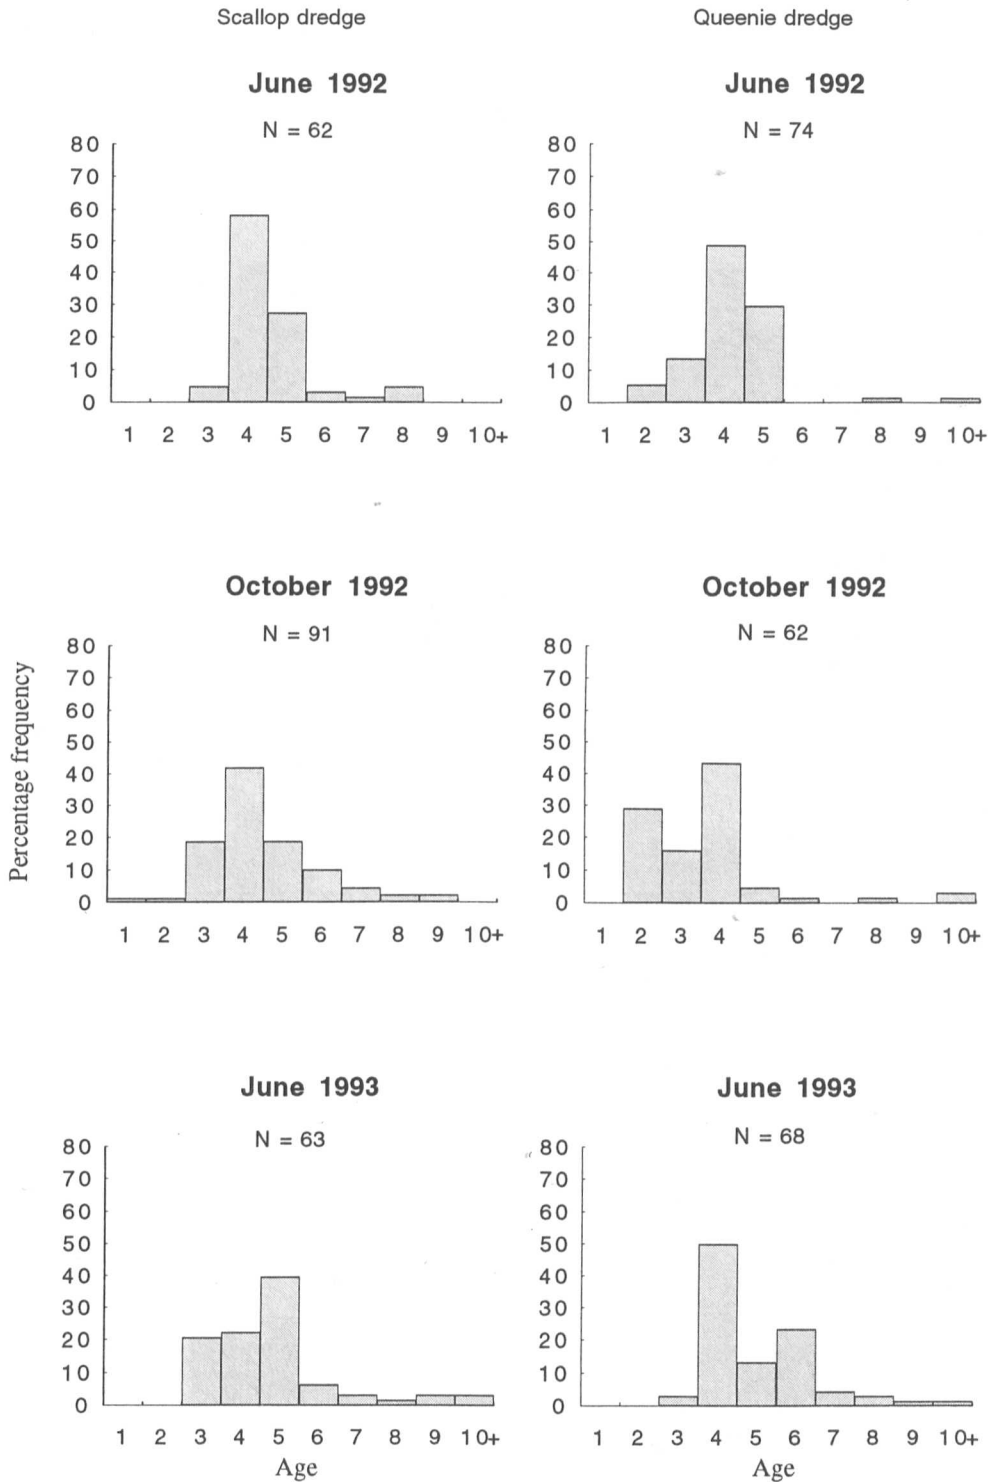 Scallop dredge
Queenie dredge
June 1992
N = 62
80
70
60
50
40
30
20
10
0
1 2 3 4 5 6 7 8 9 10+
June 1992
N = 74
80
70
60
50
40
30
20
10
0
1 2 3 4 5 6 7 8 9 10+
Percentage frequency
October 1992
N = 91
80
70
60
50
40
30
20
10
0
1 2 3 4 5 6 7 8 9 10+
October 1992
N = 62
80
70
60
50
40
30
20
10
0
1 2 3 4 5 6 7 8 9 10+
June 1993
N = 63
80
70
60
50
40
30
20
10
0
1 2 3 4 5 6 7 8 9 10+
Age
June 1993
N = 68
80
70
60
50
40
30
20
10
0
1 2 3 4 5 6 7 8 9 10+
Age